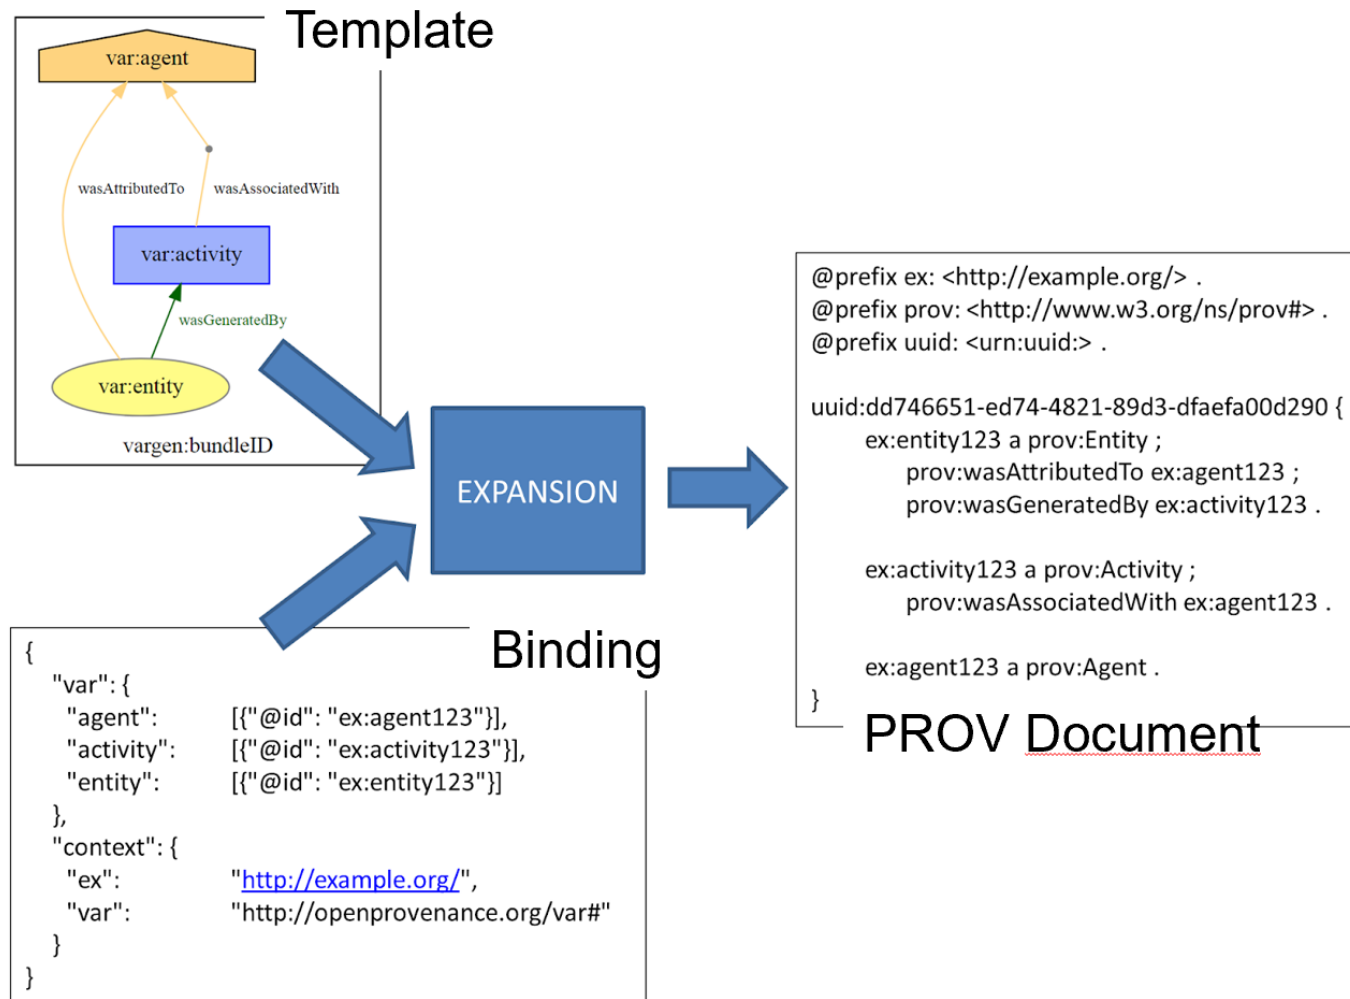 Template
var:agent
wasAttributedTo
wasAssociatedWith
var:activity
wasGeneratedBy
var:entity
vargen:bundleID
EXPANSION
Binding
{
"var": {
"agent": [{"@id": "ex:agent123"}],
"activity": [{"@id": "ex:activity123"}],
"entity": [{"@id": "ex:entity123"}]
},
"context": {
"ex": "http://example.org/",
"var": "http://openprovenance.org/var#"
}
}
@prefix ex: <http://example.org/> .
@prefix prov: <http://www.w3.org/ns/prov#> .
@prefix uuid: <urn:uuid:> .
uuid:dd746651-ed74-4821-89d3-dfaefa00d290 {
ex:entity123 a prov:Entity ;
prov:wasAttributedTo ex:agent123 ;
prov:wasGeneratedBy ex:activity123 .
ex:activity123 a prov:Activity ;
prov:wasAssociatedWith ex:agent123 .
ex:agent123 a prov:Agent .
}
PROV Document